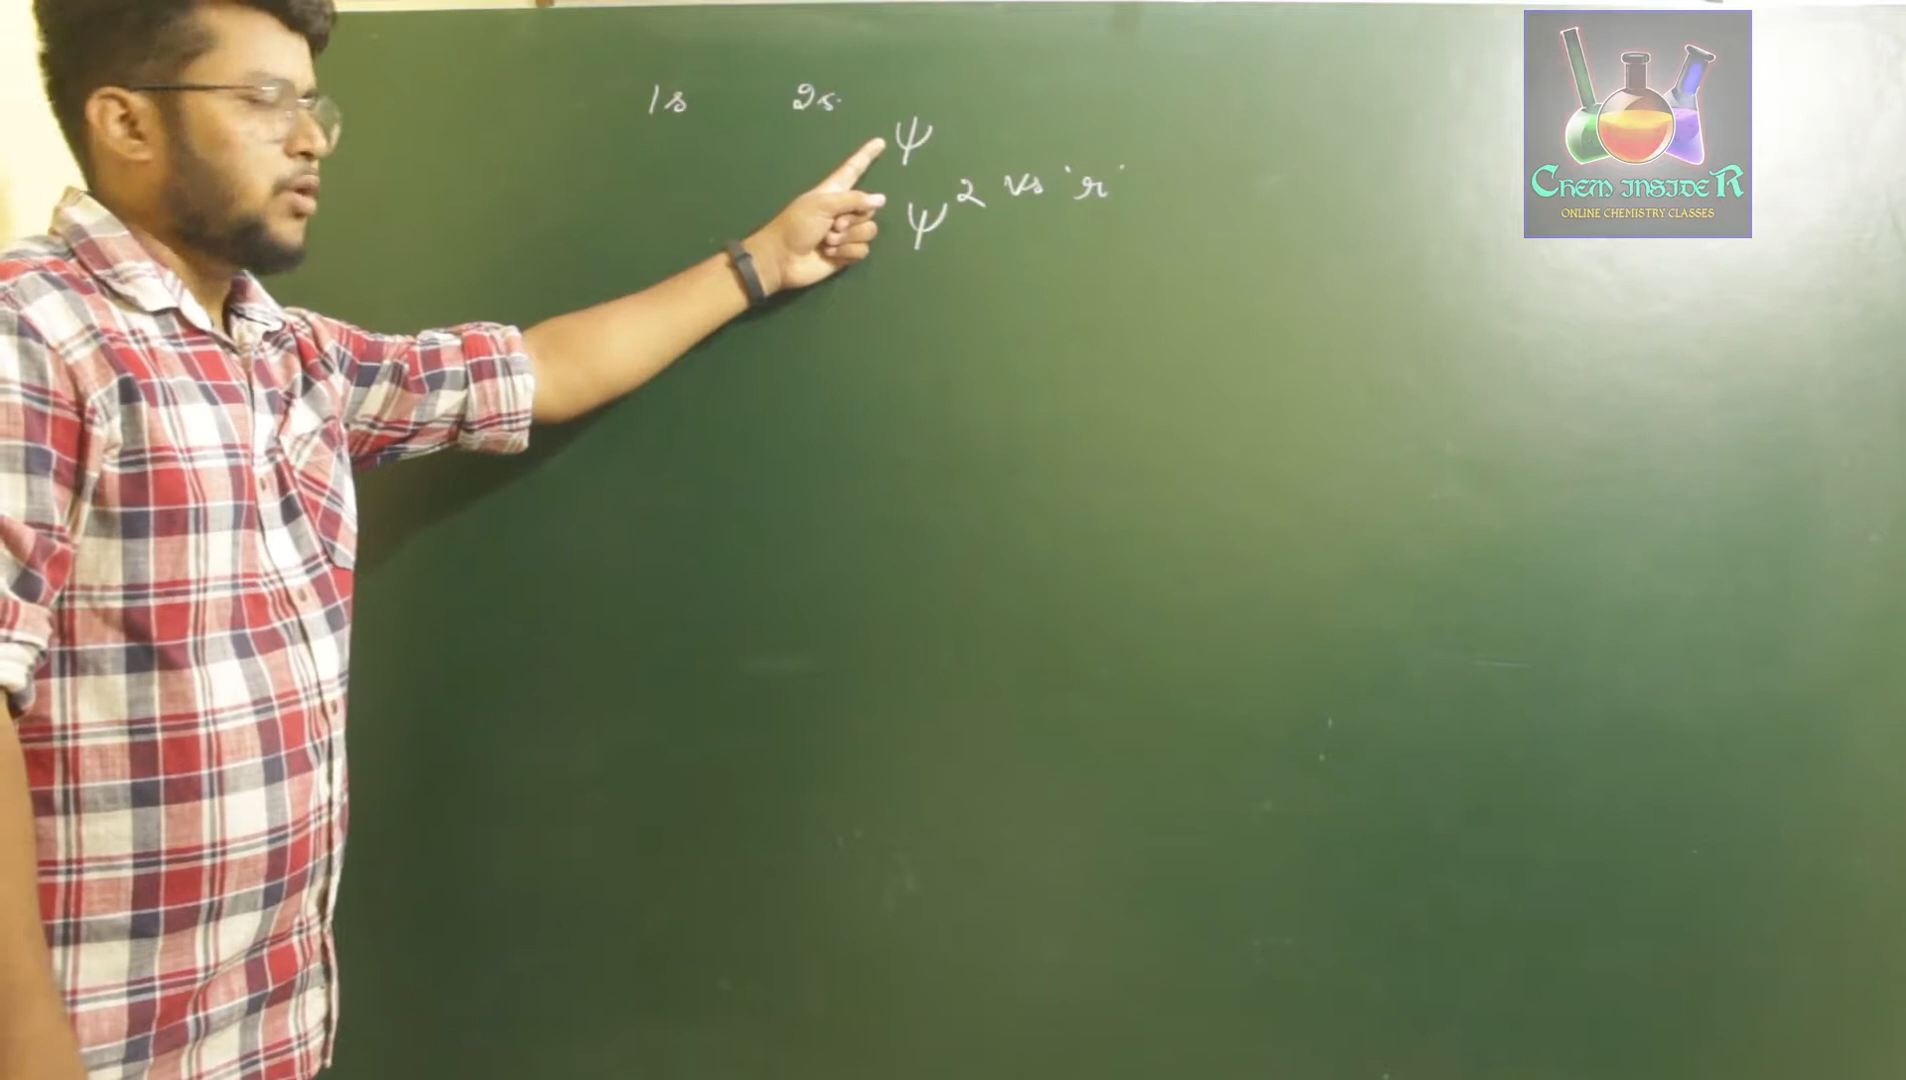 1s 2s
ψ
ψ² vs 'r'
CHEM INSIDER
ONLINE CHEMISTRY CLASSES